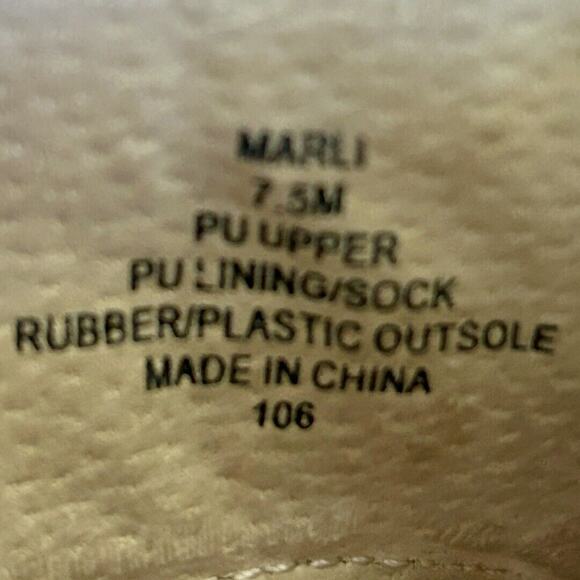 MARLI
7.5M
PU UPPER
PU LINING/SOCK
RUBBER/PLASTIC OUTSOLE
MADE IN CHINA
106